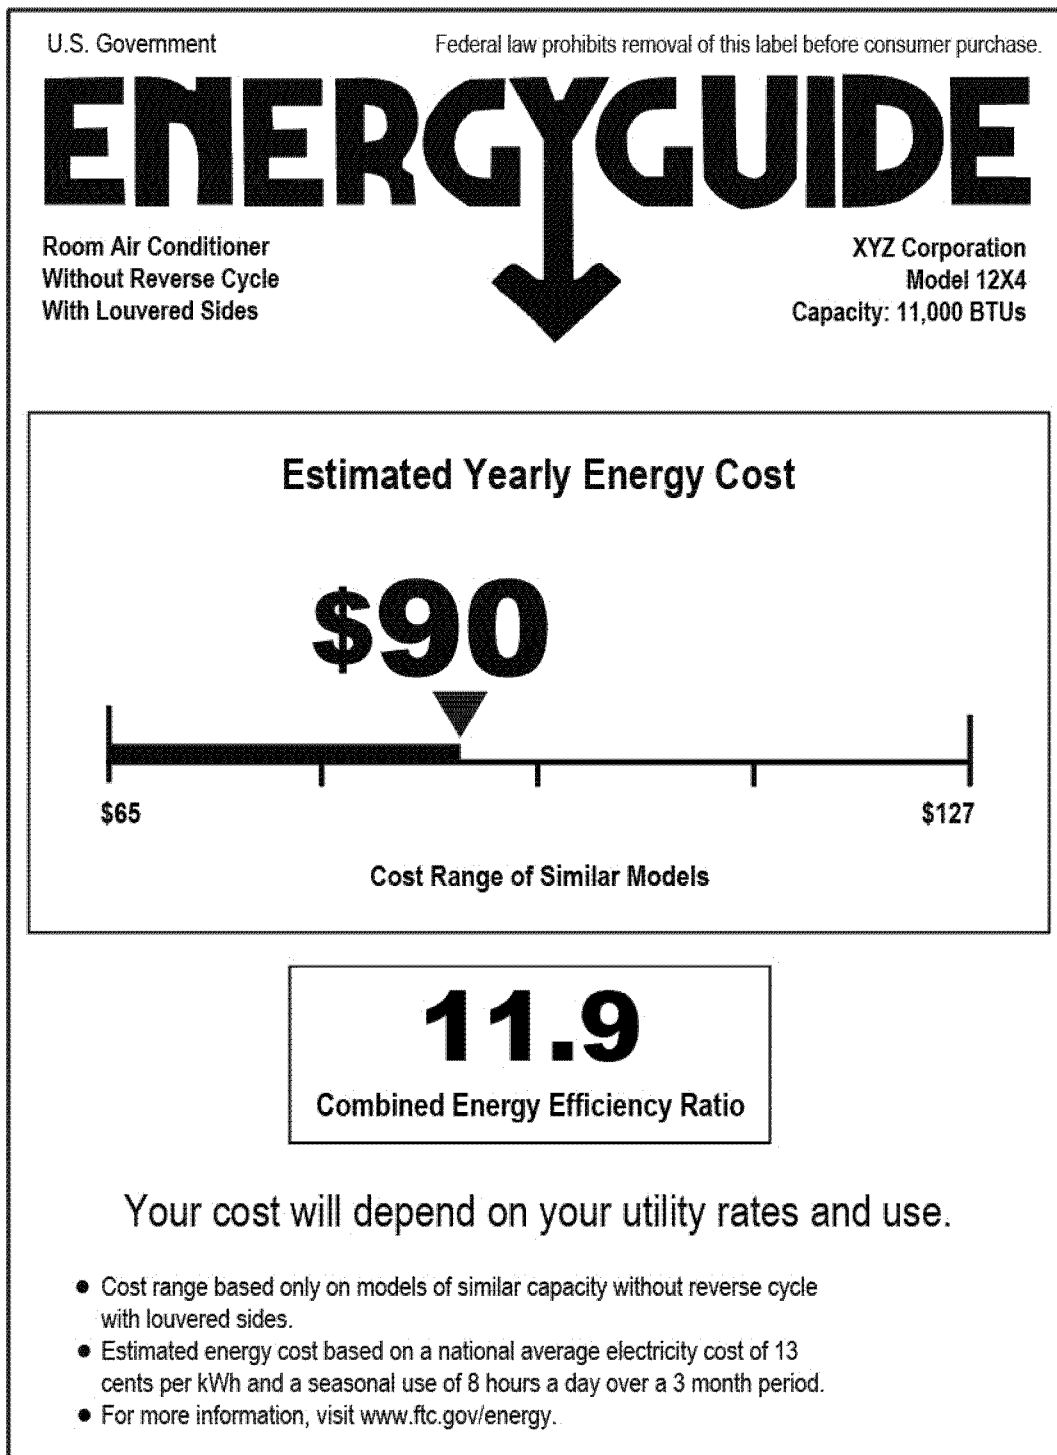 U.S. Government
Federal law prohibits removal of this label before consumer purchase.
ENERGYGUIDE
Room Air Conditioner
Without Reverse Cycle
With Louvered Sides
XYZ Corporation
Model 12X4
Capacity: 11,000 BTUs
Estimated Yearly Energy Cost
$90
$65
$127
Cost Range of Similar Models
11.9
Combined Energy Efficiency Ratio
Your cost will depend on your utility rates and use.
● Cost range based only on models of similar capacity without reverse cycle
with louvered sides.
● Estimated energy cost based on a national average electricity cost of 13
cents per kWh and a seasonal use of 8 hours a day over a 3 month period.
● For more information, visit www.ftc.gov/energy.